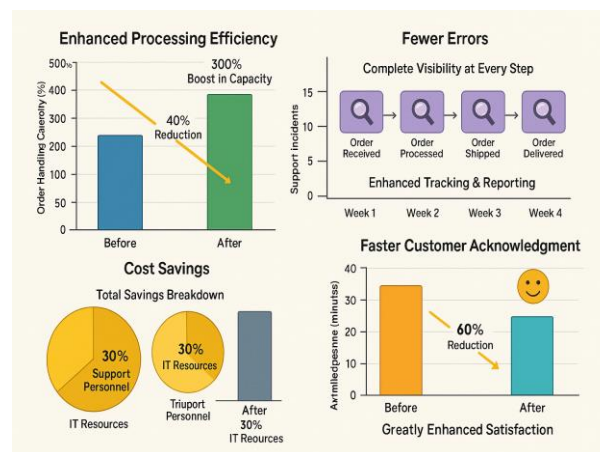 Enhanced Processing Efficiency
500%
400
300
200
100
50
0
Order Handling Caerolty (%)
300%
Boost in Capacity
40%
Reduction
Before
After
Fewer Errors
Complete Visibility at Every Step
15
10
5
0
Support Incidents
Order
Received
Order
Processed
Order
Shipped
Order
Delivered
Enhanced Tracking & Reporting
Week 1
Week 2
Week 3
Week 4
Cost Savings
Total Savings Breakdown
30%
Support
Personnel
IT Resources
30%
IT Resources
Triuport
Personnel
After
30%
IT Reources
Faster Customer Acknowledgment
40
30
20
10
0
60%
Reduction
Before
After
Greatly Enhanced Satisfaction